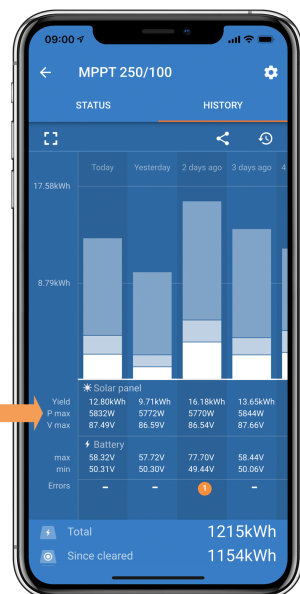 09:00
MPPT 250/100
STATUS HISTORY
Today Yesterday 2 days ago 3 days ago 4
17.58kWh
8.79kWh
Solar panel
Yield 12.80kWh 9.71kWh 16.18kWh 13.65kWh
P max 5832W 5772W 5770W 5844W
V max 87.49V 86.59V 86.54V 87.66V
Battery
max 58.32V 57.72V 77.70V 58.44V
min 50.31V 50.30V 49.44V 50.06V
Errors – – 1 –
Total 1215kWh
Since cleared 1154kWh